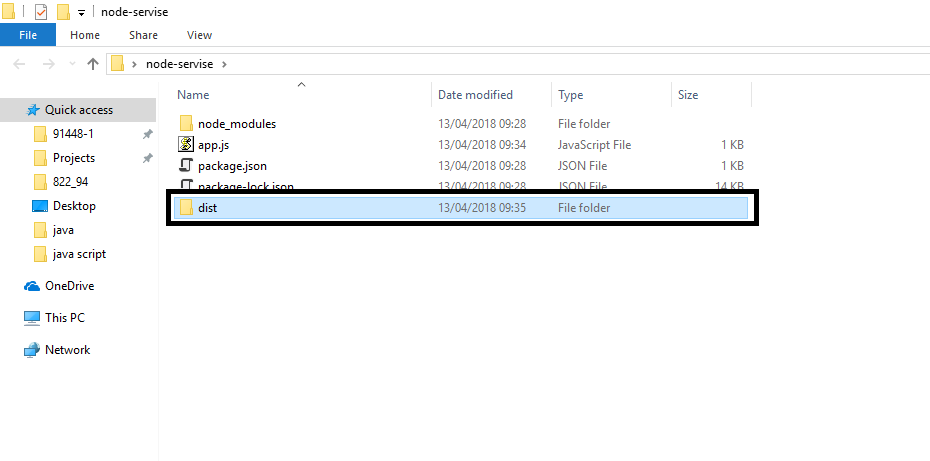 node-servise
File Home Share View
node-servise
Name Date modified Type Size
Quick access
91448-1
Projects
822_94
Desktop
java
java script
OneDrive
This PC
Network
node_modules 13/04/2018 09:28 File folder
app.js 13/04/2018 09:34 JavaScript File 1 KB
package.json 13/04/2018 09:28 JSON File 1 KB
package-lock.json 13/04/2018 09:28 JSON File 14 KB
dist 13/04/2018 09:35 File folder